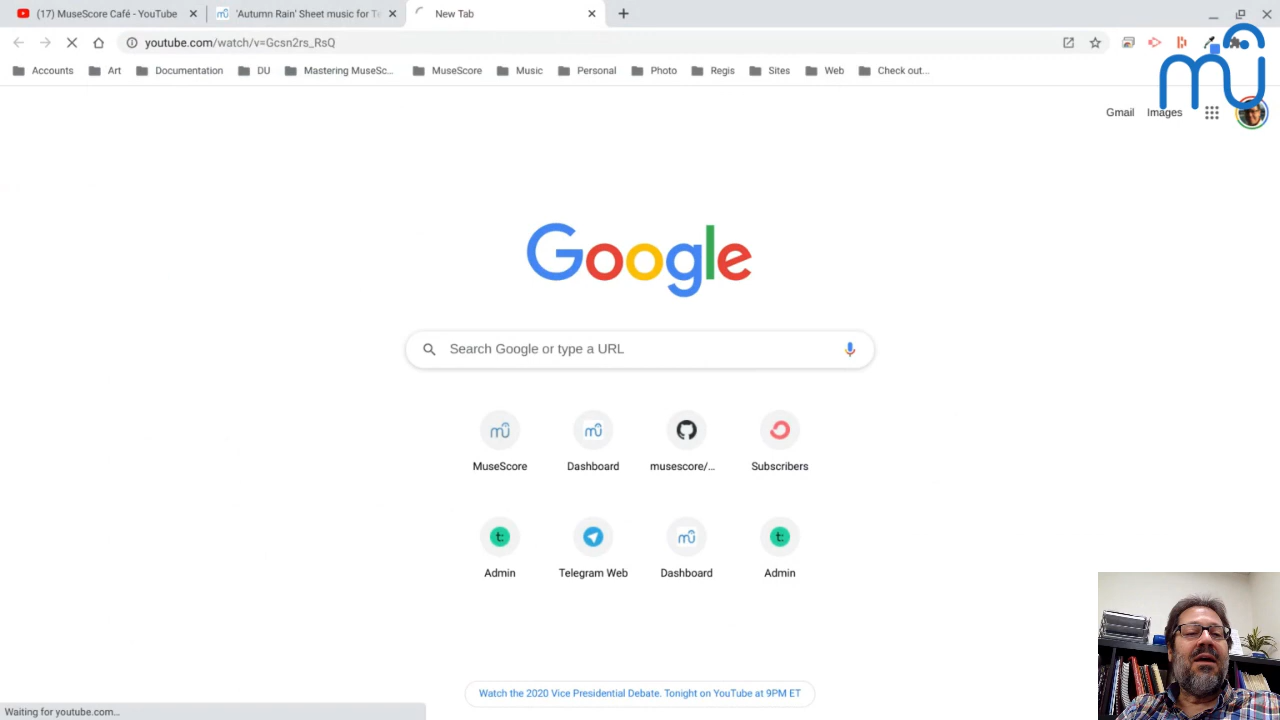 (17) MuseScore Café - YouTube
'Autumn Rain' Sheet music for Te
New Tab
youtube.com/watch/v=Gcsn2rs_RsQ
Accounts Art Documentation DU Mastering MuseSc... MuseScore Music Personal Photo Regis Sites Web Check out...
Gmail Images
Google
Search Google or type a URL
MuseScore Dashboard musescore/... Subscribers
Admin Telegram Web Dashboard Admin
Watch the 2020 Vice Presidential Debate. Tonight on YouTube at 9PM ET
Waiting for youtube.com...